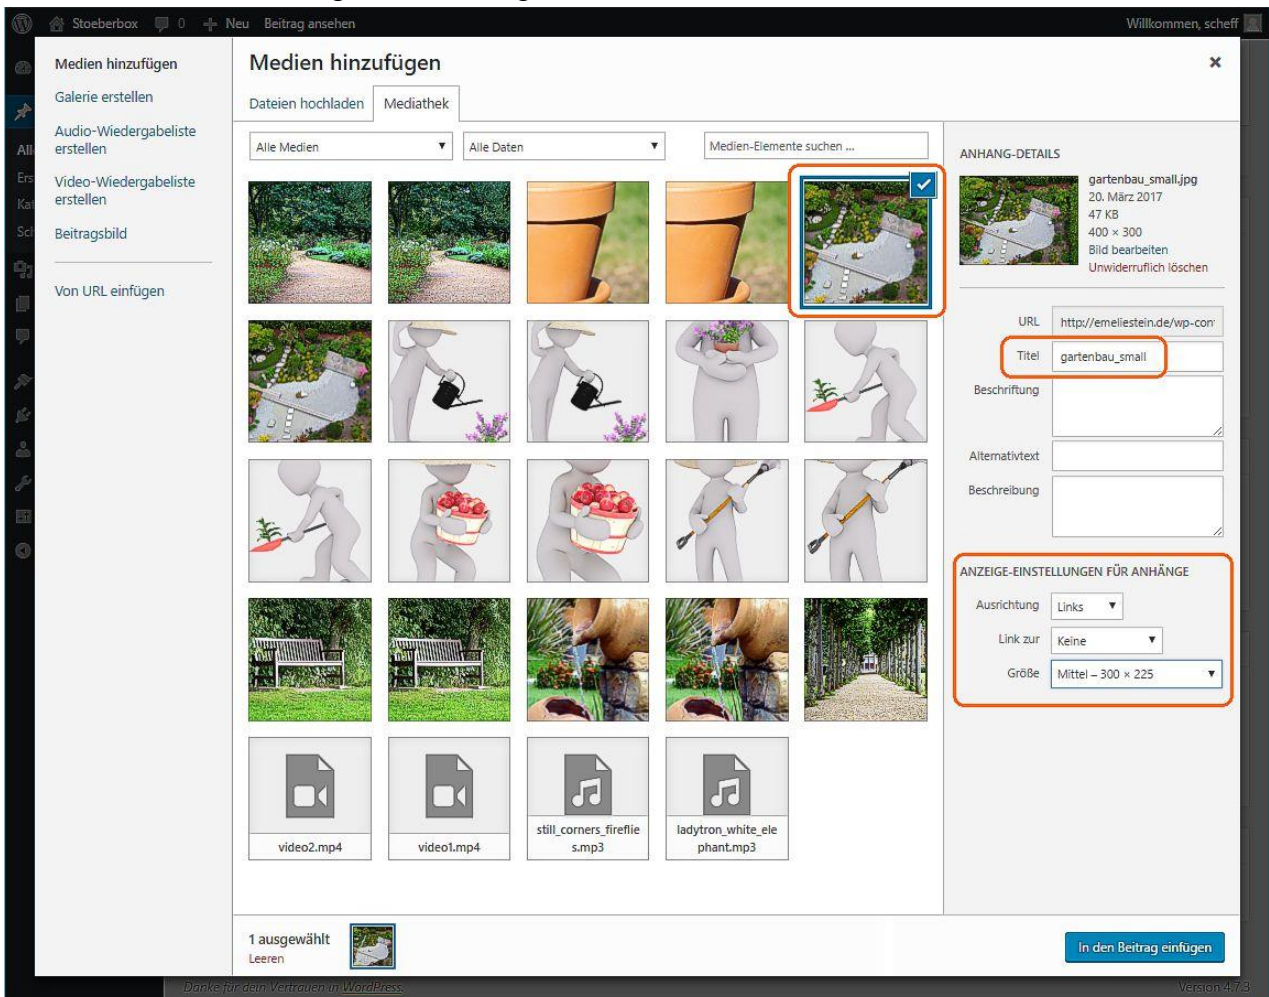 Stoeberbox 0 Neu Beitrag ansehen Willkommen, scheff
Medien hinzufügen
Galerie erstellen
Audio-Wiedergabeliste
erstellen
Video-Wiedergabeliste
erstellen
Beitragsbild
Von URL einfügen
Medien hinzufügen
Dateien hochladen Mediathek
Alle Medien Alle Daten Medien-Elemente suchen ...
video2.mp4
video1.mp4
still_corners_fireflie
s.mp3
ladytron_white_ele
phant.mp3
ANHANG-DETAILS
gartenbau_small.jpg
20. März 2017
47 KB
400 × 300
Bild bearbeiten
Unwiderruflich löschen
URL http://emeliestein.de/wp-con
Titel gartenbau_small
Beschriftung
Alternativtext
Beschreibung
ANZEIGE-EINSTELLUNGEN FÜR ANHÄNGE
Ausrichtung Links
Link zur Keine
Größe Mittel – 300 × 225
1 ausgewählt
Leeren
In den Beitrag einfügen
Danke für dein Vertrauen in WordPress. Version 4.7.3